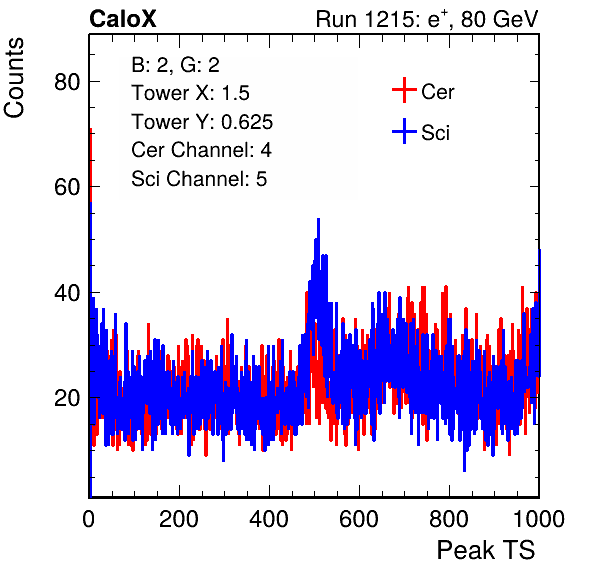 CaloX Run 1215: e⁺, 80 GeV
Counts
B: 2, G: 2
Tower X: 1.5
Tower Y: 0.625
Cer Channel: 4
Sci Channel: 5
Cer
Sci
80
60
40
20
0 200 400 600 800 1000
Peak TS